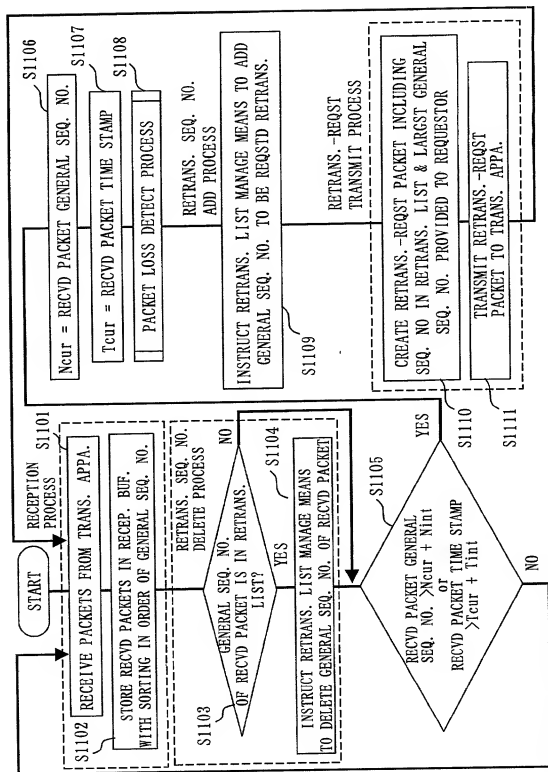 START
RECEPTION
PROCESS
S1101
RECEIVE PACKETS FROM TRANS. APPA.
S1102
STORE RECVD PACKETS IN RECEP. BUF.
WITH SORTING IN ORDER OF GENERAL SEQ. NO.
RETRANS. SEQ. NO.
DELETE PROCESS
S1103
GENERAL SEQ. NO.
OF RECVD PACKET IS IN RETRANS.
LIST?
NO
YES
S1104
INSTRUCT RETRANS. LIST MANAGE MEANS
TO DELETE GENERAL SEQ. NO. OF RECVD PACKET
S1105
RECVD PACKET GENERAL
SEQ. NO. >Ncur + Nint
or
RECVD PACKET TIME STAMP
>Tcur + Tint
YES
NO
S1106
Ncur = RECVD PACKET GENERAL SEQ. NO.
S1107
Tcur = RECVD PACKET TIME STAMP
S1108
PACKET LOSS DETECT PROCESS
RETRANS. SEQ. NO.
ADD PROCESS
INSTRUCT RETRANS. LIST MANAGE MEANS TO ADD
GENERAL SEQ. NO. TO BE REQSTD RETRANS.
S1109
RETRANS.-REQST
TRANSMIT PROCESS
CREATE RETRANS.-REQST PACKET INCLUDING
SEQ. NO IN RETRANS. LIST & LARGST GENERAL
SEQ. NO. PROVIDED TO REQUESTOR
S1110
TRANSMIT RETRANS.-REQST
PACKET TO TRANS. APPA.
S1111